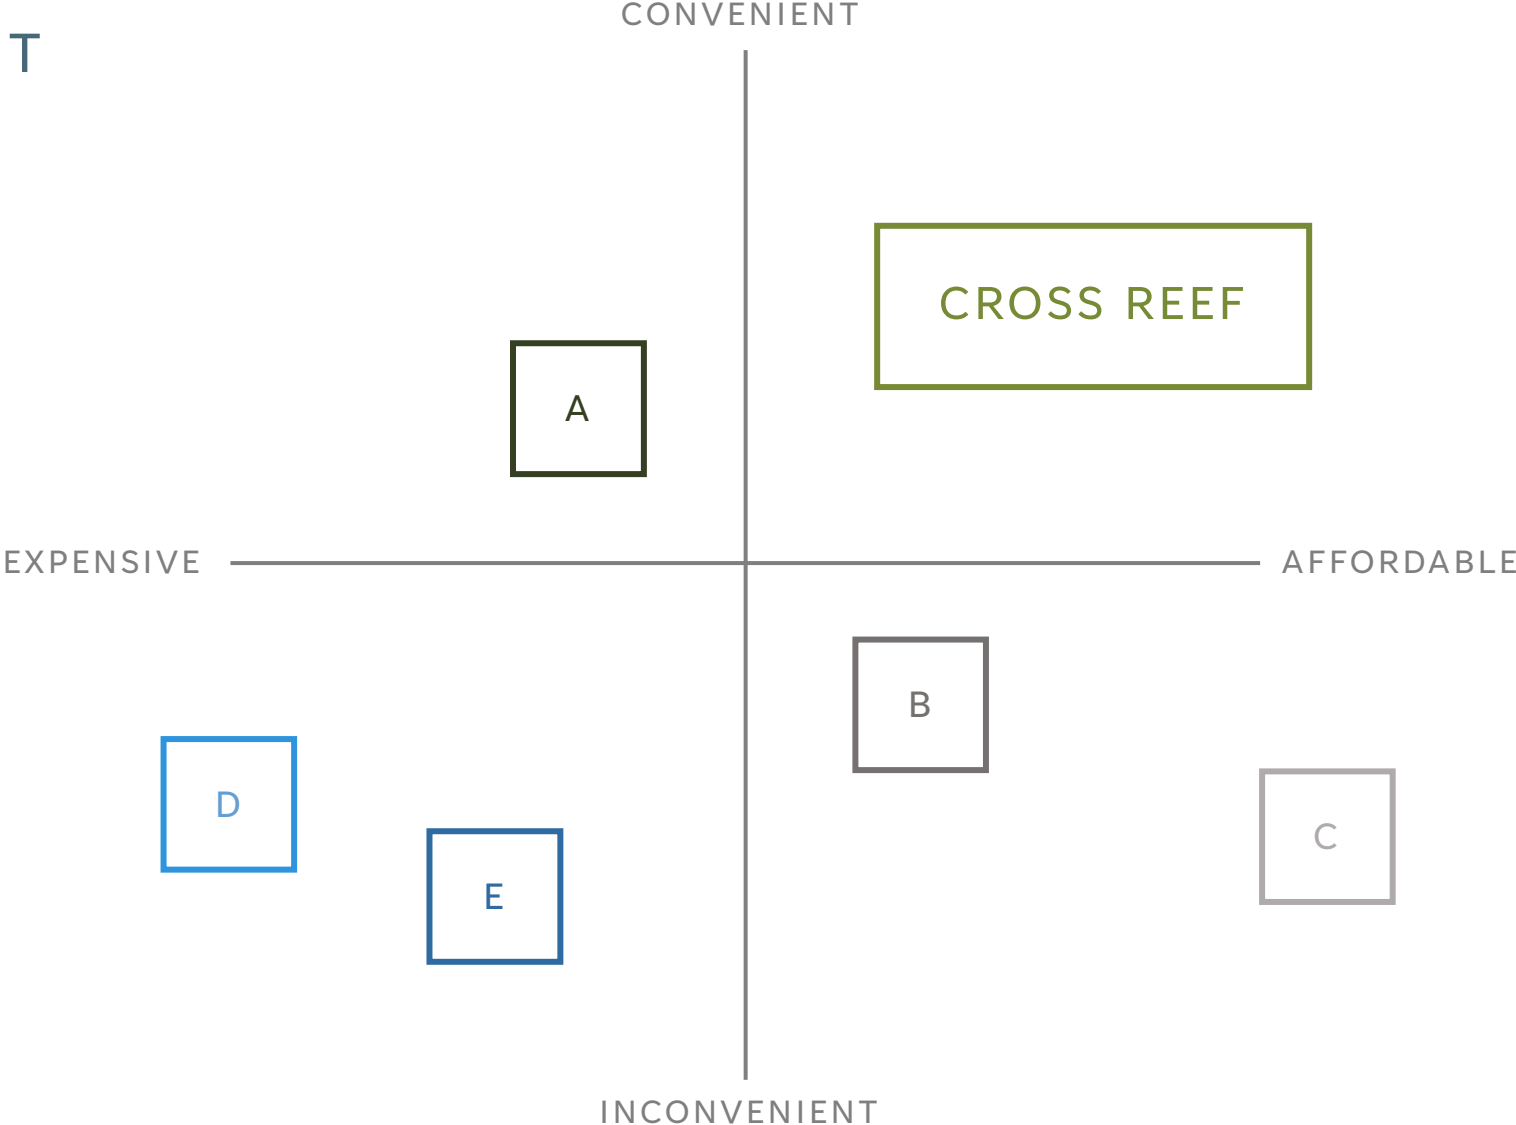 CONVENIENT
T
CROSS REEF
A
EXPENSIVE
AFFORDABLE
B
D
C
E
INCONVENIENT